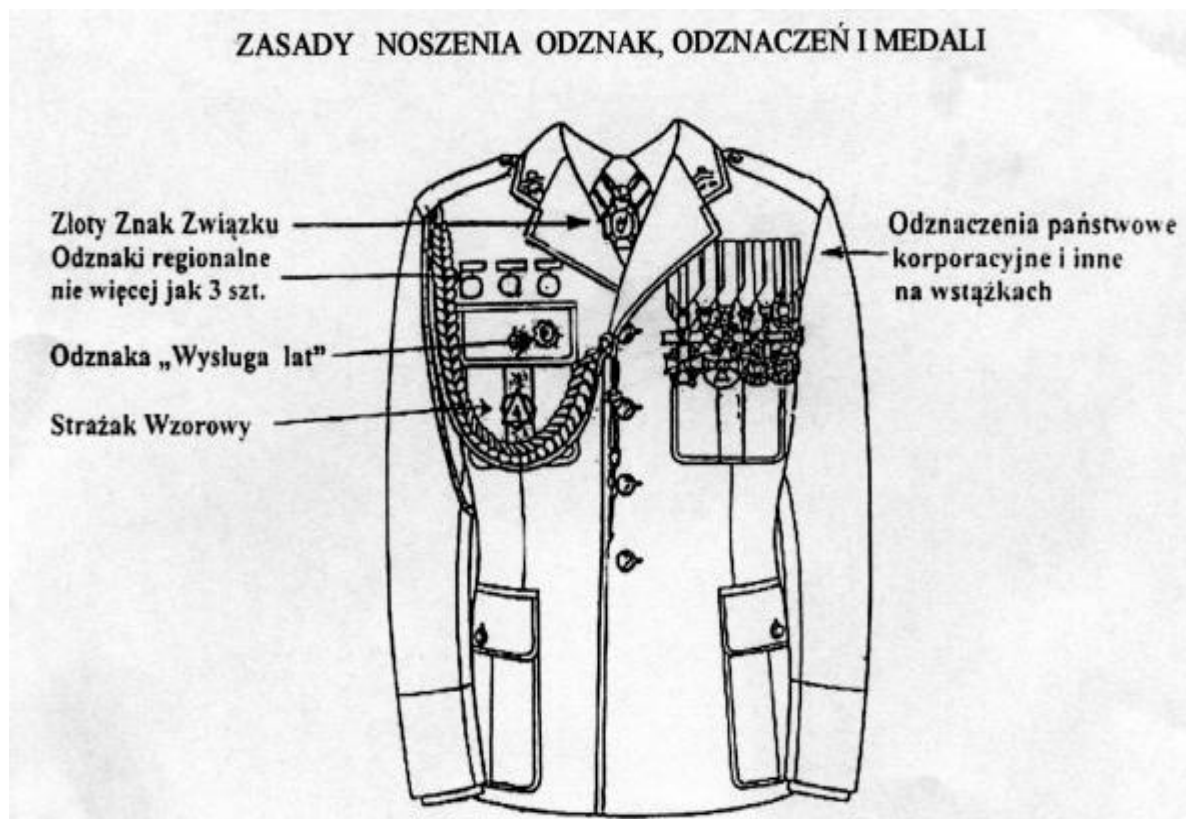 ZASADY NOSZENIA ODZNAK, ODZNACZEŃ I MEDALI
Złoty Znak Związku
Odznaki regionalne
nie więcej jak 3 szt.
Odznaka „Wysługa lat”
Strażak Wzorowy
Odznaczenia państwowe
korporacyjne i inne
na wstążkach